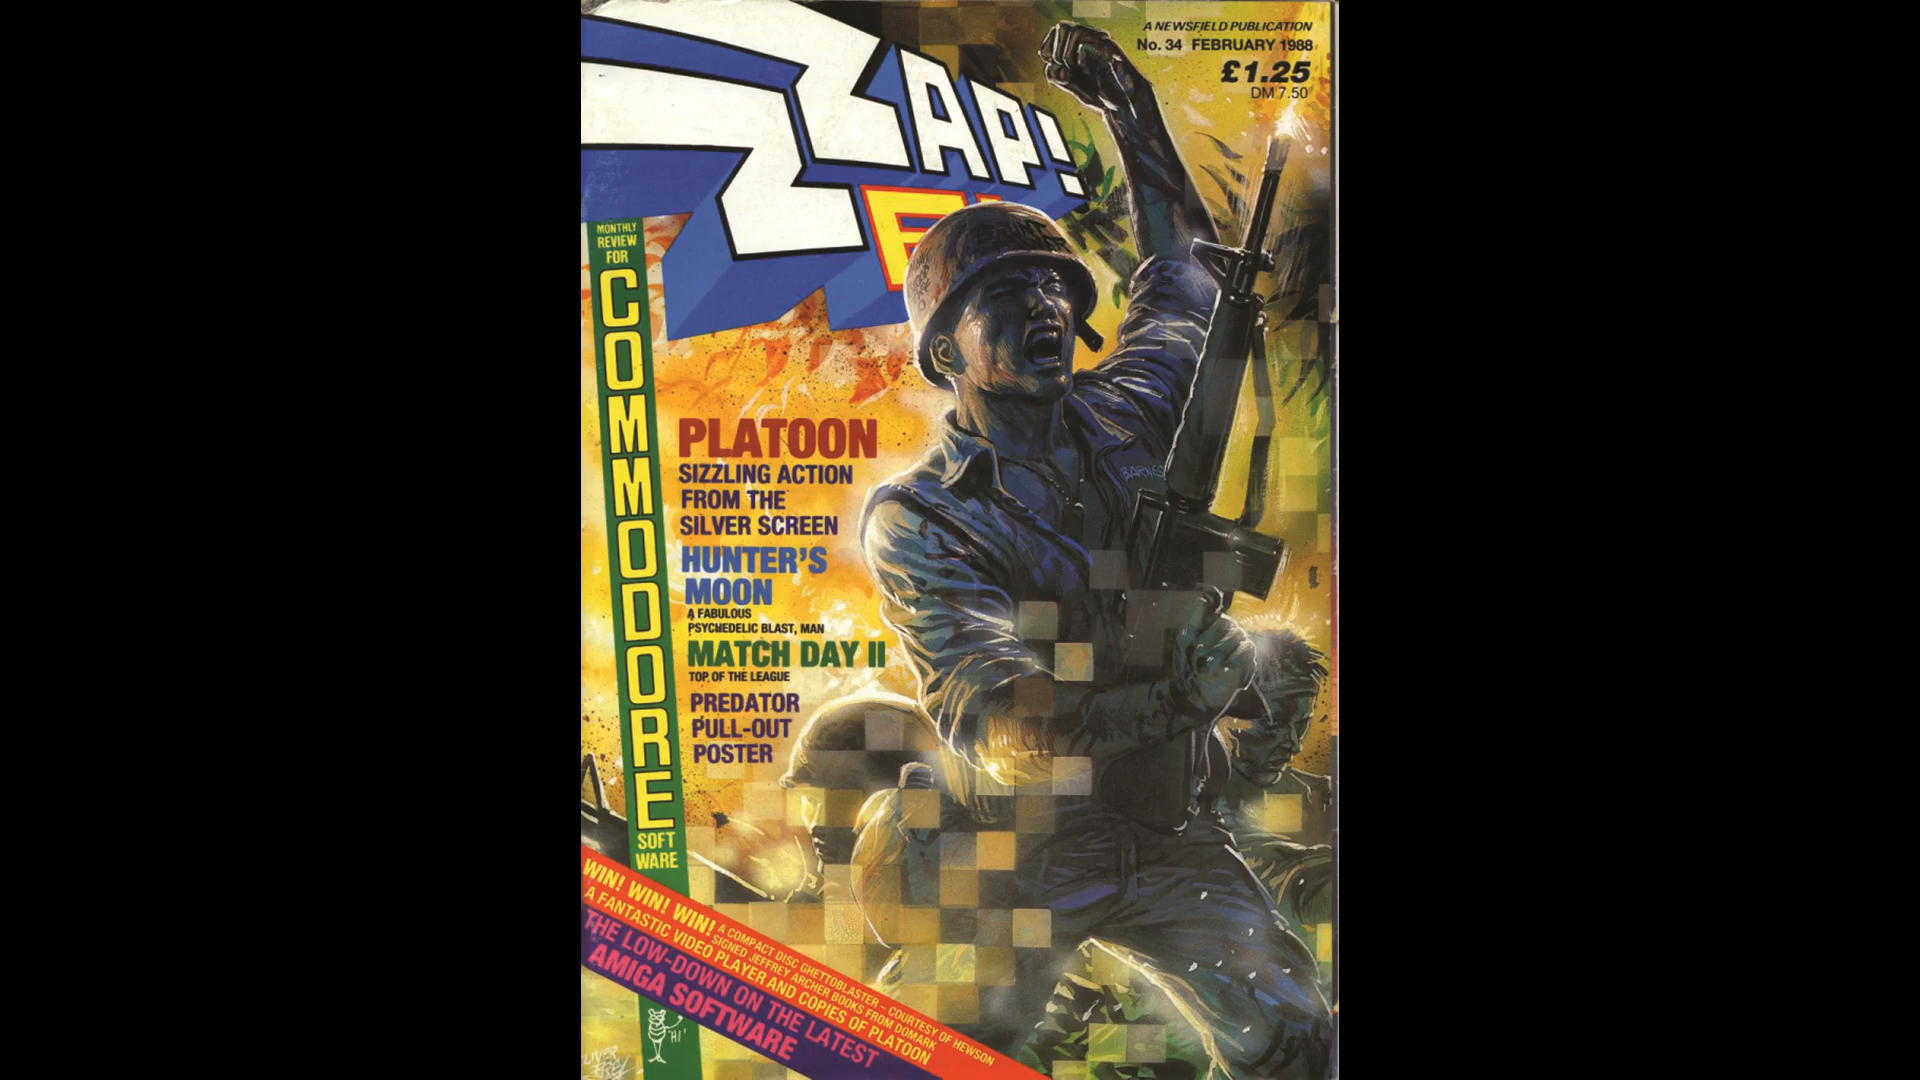 A NEWSFIELD PUBLICATION
No. 34 FEBRUARY 1988
£1.25
DM 7.50
ZZAP!
MONTHLY
REVIEW
FOR
COMMODORE
SOFT
WARE
PLATOON
SIZZLING ACTION
FROM THE
SILVER SCREEN
HUNTER'S
MOON
A FABULOUS
PSYCHEDELIC BLAST, MAN
MATCH DAY II
TOP OF THE LEAGUE
PREDATOR
PULL-OUT
POSTER
BARNES
WIN! WIN! WIN! A COMPACT DISC GHETTOBLASTER – COURTESY OF HEWSON
SIGNED JEFFREY ARCHER BOOKS FROM DOMARK
A FANTASTIC VIDEO PLAYER AND COPIES OF PLATOON
THE LOW-DOWN ON THE LATEST
AMIGA SOFTWARE
'HI'